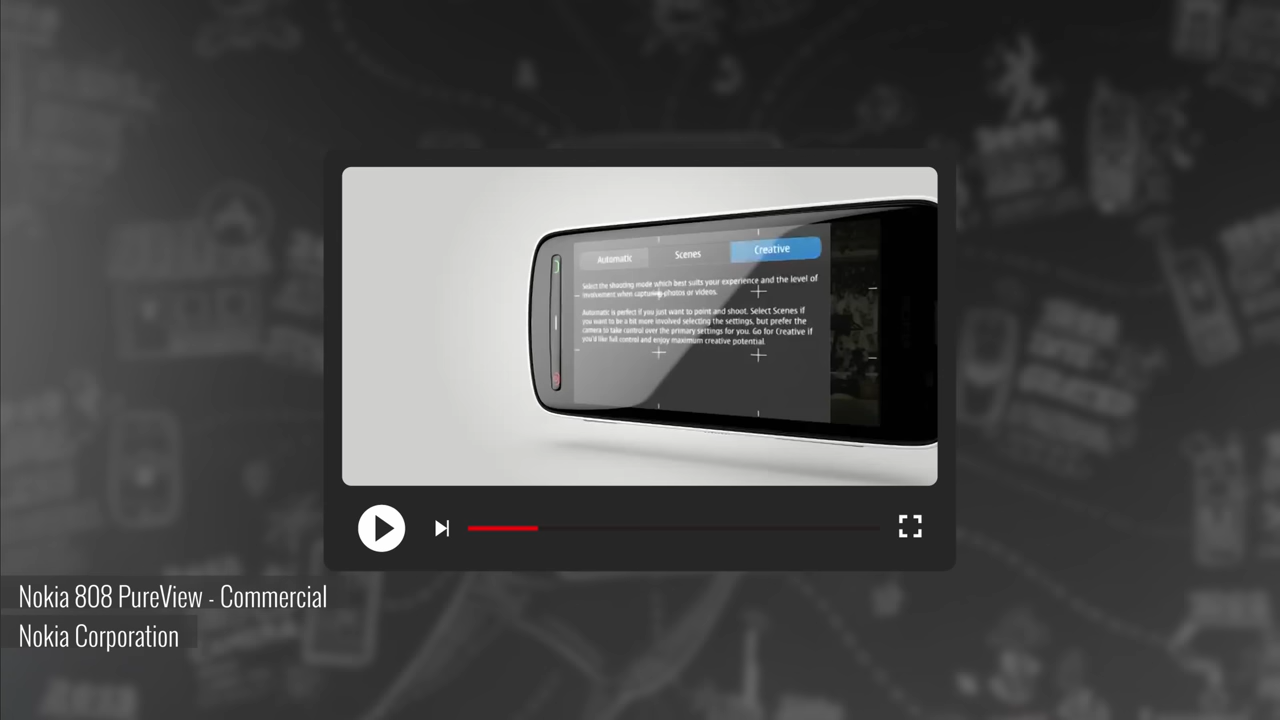 Automatic Scenes Creative
Select the shooting mode which best suits your experience and the level of
involvement when capturing photos or videos.
Automatic is perfect if you just want to point and shoot. Select Scenes if
you want to be a bit more involved selecting the settings, but prefer the
camera to take control over the primary settings for you. Go for Creative if
you'd like full control and enjoy maximum creative potential.
Nokia 808 PureView - Commercial
Nokia Corporation